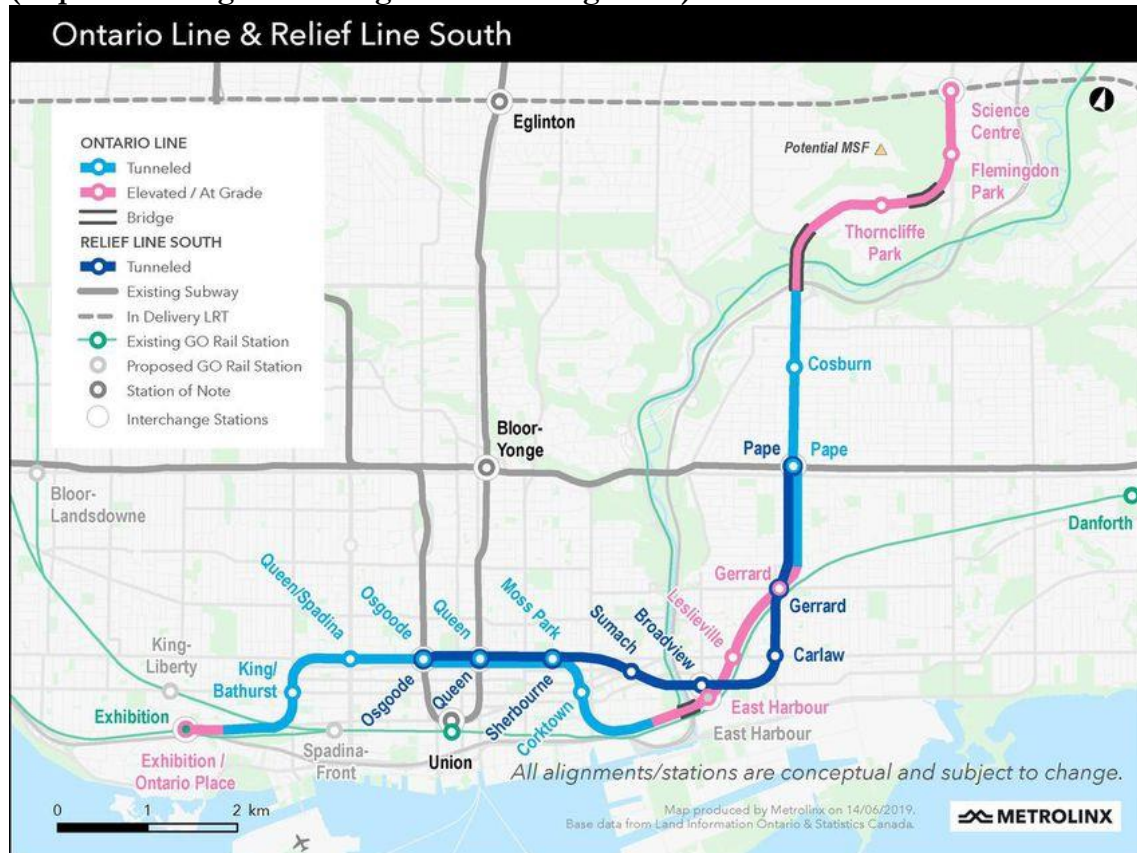 Ontario Line & Relief Line South
ONTARIO LINE
Tunneled
Elevated / At Grade
Bridge
RELIEF LINE SOUTH
Tunneled
Existing Subway
In Delivery LRT
Existing GO Rail Station
Proposed GO Rail Station
Station of Note
Interchange Stations
Eglinton
Potential MSF
Science
Centre
Flemingdon
Park
Thorncliffe
Park
Cosburn
Bloor-
Yonge
Pape
Pape
Bloor-
Landsdowne
Danforth
Gerrard
Gerrard
Queen/Spadina
Osgoode
Queen
Moss Park
Sumach
Broadview
Leslieville
Carlaw
King-
Liberty
King/
Bathurst
Exhibition
Exhibition /
Ontario Place
Spadina-
Front
Osgoode
Queen
Union
Sherbourne
Corktown
East Harbour
East Harbour
All alignments/stations are conceptual and subject to change.
0 1 2 km
Map produced by Metrolinx on 14/06/2019.
Base data from Land Information Ontario & Statistics Canada.
METROLINX